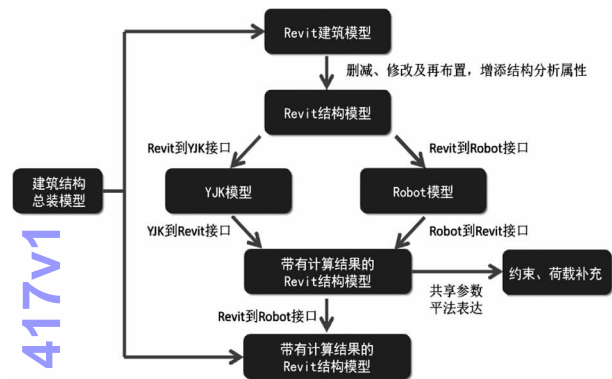 Revit建筑模型
删减、修改及再布置，增添结构分析属性
Revit结构模型
Revit到YJK接口
Revit到Robot接口
建筑结构
总装模型
YJK模型
Robot模型
YJK到Revit接口
Robot到Revit接口
带有计算结果的
Revit结构模型
共享参数
平法表达
约束、荷载补充
Revit到Robot接口
带有计算结果的
Revit结构模型
417v1